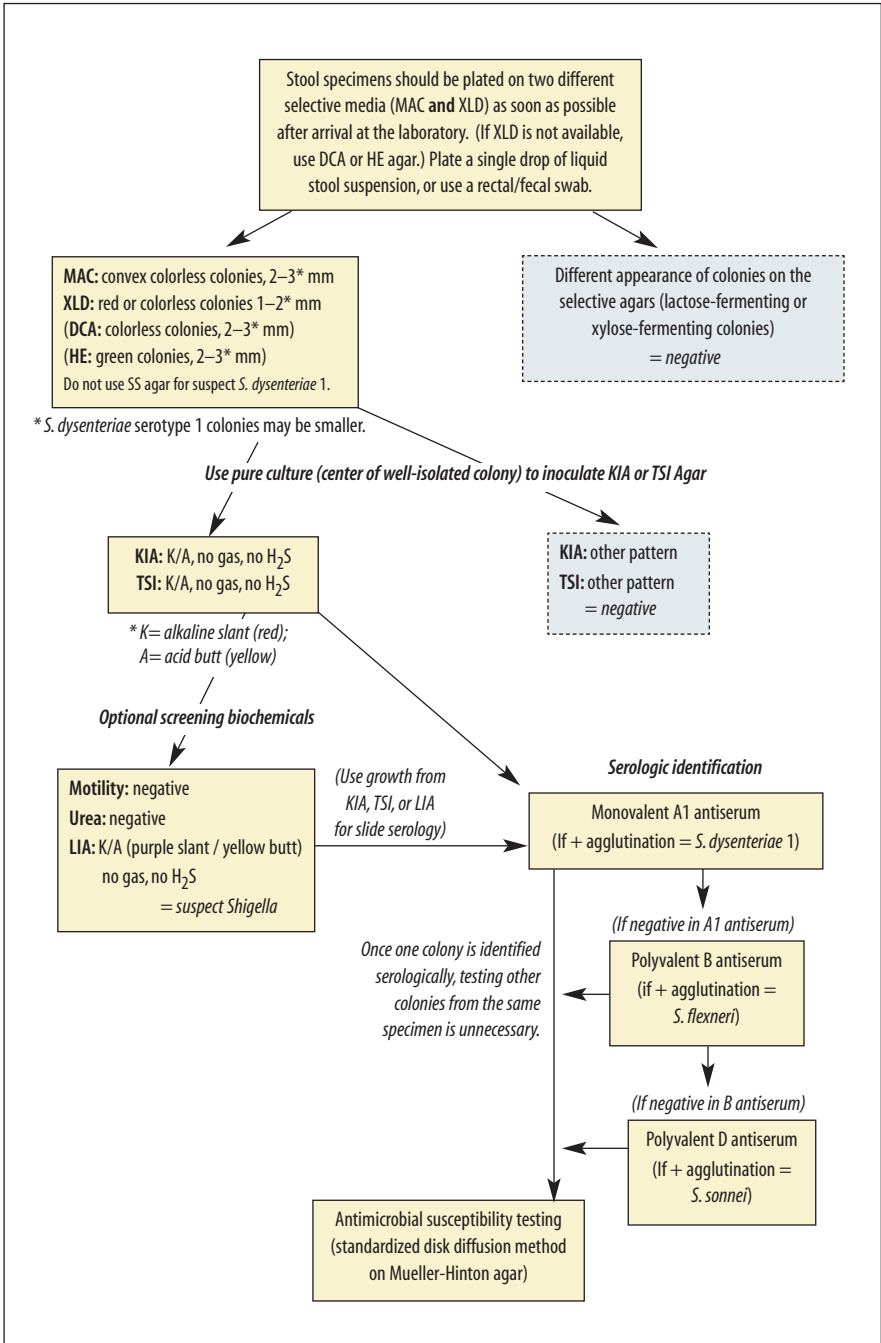 Stool specimens should be plated on two different
selective media (MAC and XLD) as soon as possible
after arrival at the laboratory. (If XLD is not available,
use DCA or HE agar.) Plate a single drop of liquid
stool suspension, or use a rectal/fecal swab.
MAC: convex colorless colonies, 2–3* mm
XLD: red or colorless colonies 1–2* mm
(DCA: colorless colonies, 2–3* mm)
(HE: green colonies, 2–3* mm)
Do not use SS agar for suspect S. dysenteriae 1.
Different appearance of colonies on the
selective agars (lactose-fermenting or
xylose-fermenting colonies)
= negative
* S. dysenteriae serotype 1 colonies may be smaller.
Use pure culture (center of well-isolated colony) to inoculate KIA or TSI Agar
KIA: K/A, no gas, no H2S
TSI: K/A, no gas, no H2S
KIA: other pattern
TSI: other pattern
= negative
* K= alkaline slant (red);
A= acid butt (yellow)
Optional screening biochemicals
Motility: negative
Urea: negative
LIA: K/A (purple slant / yellow butt)
no gas, no H2S
= suspect Shigella
(Use growth from
KIA, TSI, or LIA
for slide serology)
Serologic identification
Monovalent A1 antiserum
(If + agglutination = S. dysenteriae 1)
(If negative in A1 antiserum)
Once one colony is identified
serologically, testing other
colonies from the same
specimen is unnecessary.
Polyvalent B antiserum
(if + agglutination =
S. flexneri)
(If negative in B antiserum)
Polyvalent D antiserum
(If + agglutination =
S. sonnei)
Antimicrobial susceptibility testing
(standardized disk diffusion method
on Mueller-Hinton agar)